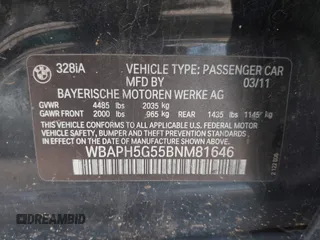 328iA VEHICLE TYPE: PASSENGER CAR
03/11
BAYERISCHE MOTOREN WERKE AG
GVWR 4485 lbs 2035 kg
GAWR FRONT 2000 lbs 965 kg REAR 1435 lbs 1145 kg
THIS VEHICLE CONFORMS TO ALL APPLICABLE FEDERAL MOTOR VEHICLE SAFETY, BUMPER, AND THEFT PREVENTION STANDARDS IN EFFECT ON THE DATE OF MANUFACTURE SHOWN ABOVE.
WBAPH5G55BNM81646
DREAMBID